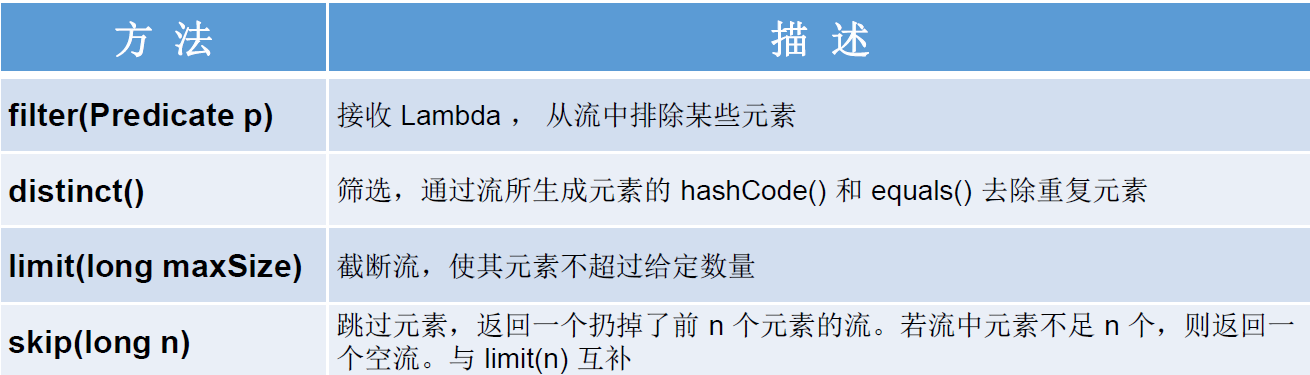 方 法
描 述
filter(Predicate p)
接收 Lambda ， 从流中排除某些元素
distinct()
筛选，通过流所生成元素的 hashCode() 和 equals() 去除重复元素
limit(long maxSize)
截断流，使其元素不超过给定数量
skip(long n)
跳过元素，返回一个扔掉了前 n 个元素的流。若流中元素不足 n 个，则返回一
个空流。与 limit(n) 互补